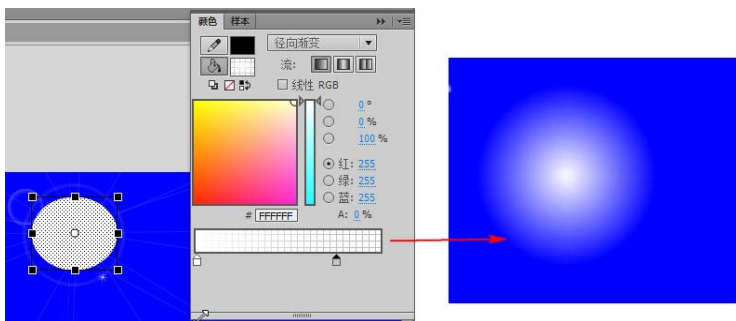 颜色 样本
径向渐变
流:
线性 RGB
0 °
0 %
100 %
红: 255
绿: 255
蓝: 255
# FFFFFF A: 0 %